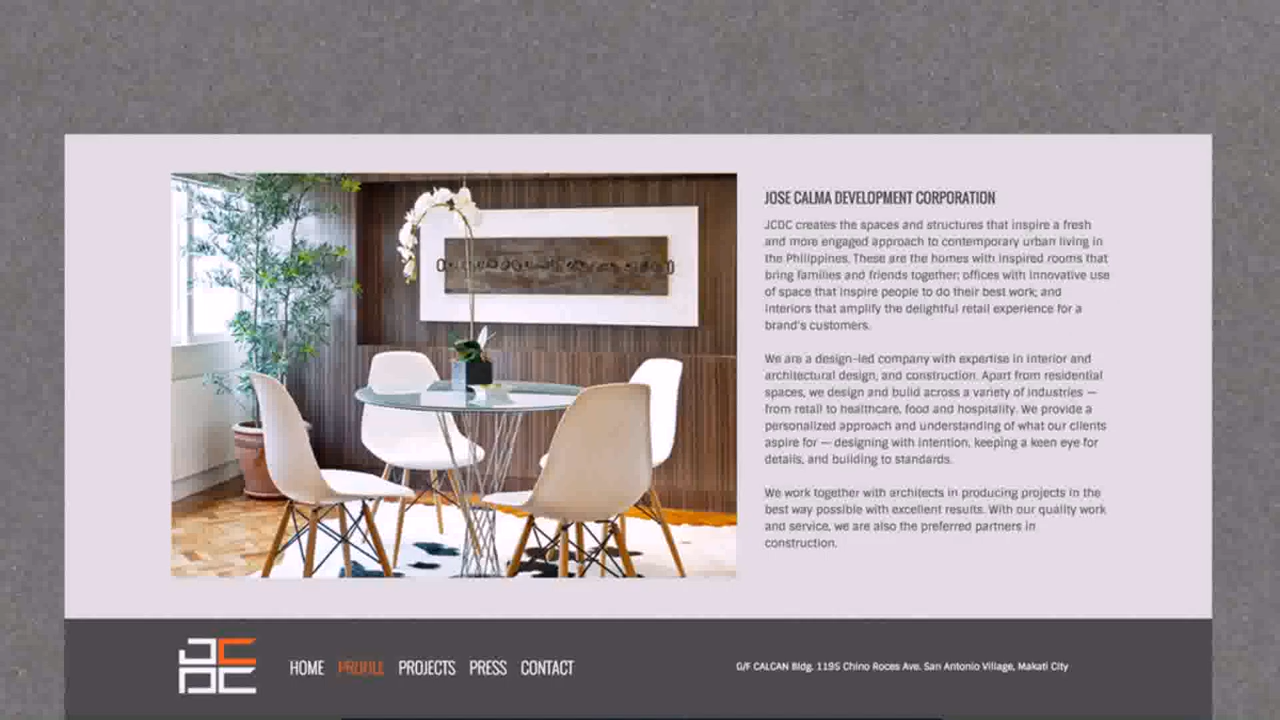 JOSE CALMA DEVELOPMENT CORPORATION
JCDC creates the spaces and structures that inspire a fresh
and more engaged approach to contemporary urban living in
the Philippines. These are the homes with inspired rooms that
bring families and friends together; offices with innovative use
of space that inspire people to do their best work; and
interiors that amplify the delightful retail experience for a
brand's customers.
We are a design-led company with expertise in interior and
architectural design, and construction. Apart from residential
spaces, we design and build across a variety of industries —
from retail to healthcare, food and hospitality. We provide a
personalized approach and understanding of what our clients
aspire for — designing with intention, keeping a keen eye for
details, and building to standards.
We work together with architects in producing projects in the
best way possible with excellent results. With our quality work
and service, we are also the preferred partners in
construction.
JC
DC
HOME PROFILE PROJECTS PRESS CONTACT
G/F CALCAN Bldg. 1195 Chino Roces Ave. San Antonio Village, Makati City